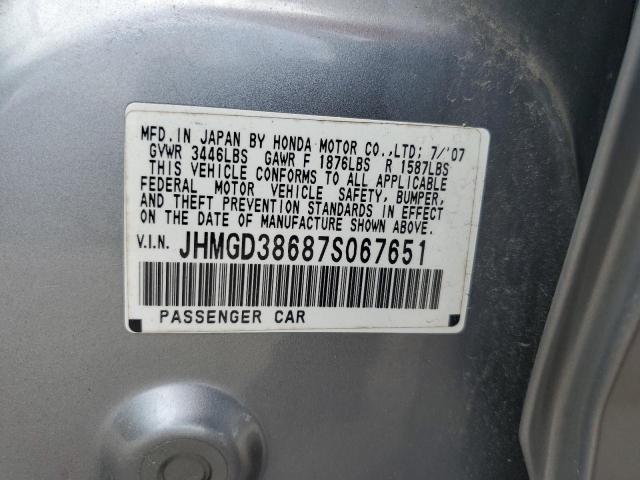 MFD. IN JAPAN BY HONDA MOTOR CO., LTD; 7/'07
GVWR 3446LBS GAWR F 1876LBS R 1587LBS
THIS VEHICLE CONFORMS TO ALL APPLICABLE
FEDERAL MOTOR VEHICLE SAFETY, BUMPER,
AND THEFT PREVENTION STANDARDS IN EFFECT
ON THE DATE OF MANUFACTURE SHOWN ABOVE.
V.I.N. JHMGD38687S067651
PASSENGER CAR